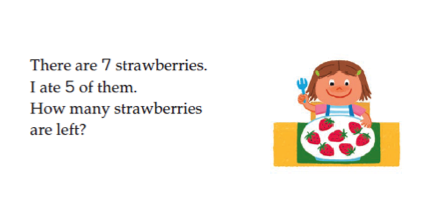 There are 7 strawberries.
I ate 5 of them.
How many strawberries
are left?